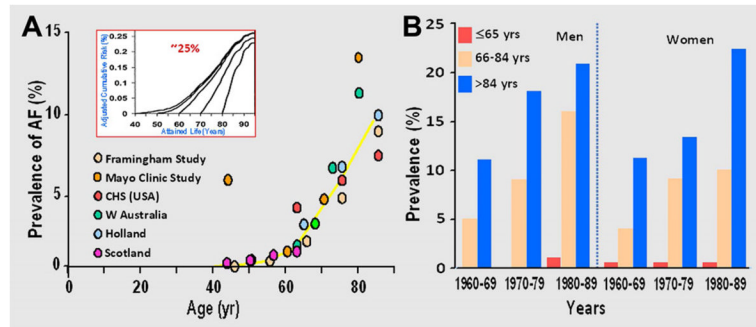 A
B
Prevalence of AF (%)
15
10
5
0
0
20
40
60
80
100
Age (yr)
Adjusted Cumulative Risk (%)
0.25
0.2
0.15
0.1
0.05
0
~25%
40 50 60 70 80 90
Attained Life (Years)
Framingham Study
Mayo Clinic Study
CHS (USA)
W Australia
Holland
Scotland
Prevalence (%)
25
20
15
10
5
0
≤65 yrs
66-84 yrs
>84 yrs
Men
Women
1960-69
1970-79
1980-89
1960-69
1970-79
1980-89
Years